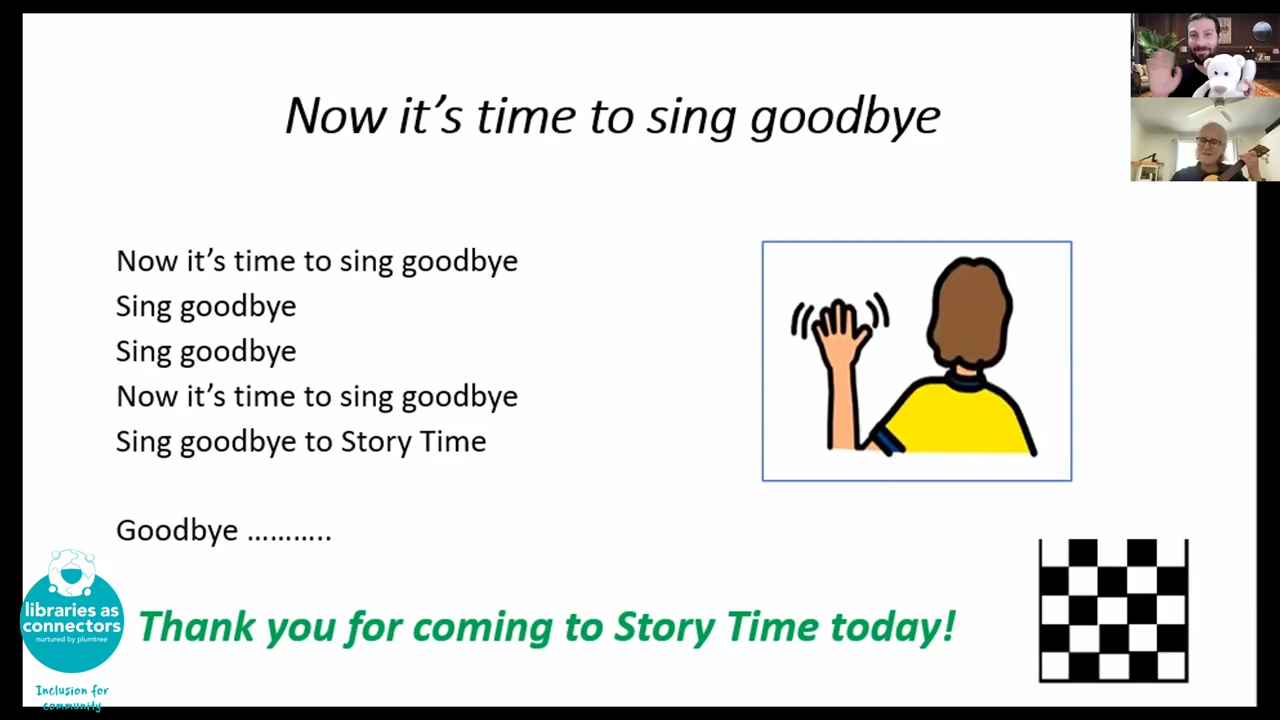 Now it's time to sing goodbye
Now it's time to sing goodbye
Sing goodbye
Sing goodbye
Now it's time to sing goodbye
Sing goodbye to Story Time
Goodbye ………..
Thank you for coming to Story Time today!
libraries as
connectors
nurtured by plumtree
Inclusion for
community